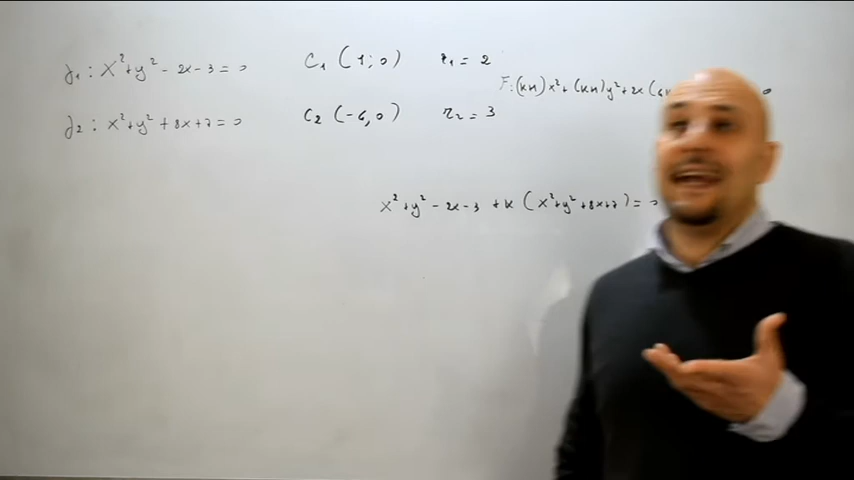 γ₁ : x²+y² - 2x-3 = 0 C₁ (1;0) r₁ = 2
F:(k+1)x²+(k+1)y²+2x(
γ₂ : x²+y² + 8x+7 = 0 C₂ (-4,0) r₂ = 3
x²+y² - 2x-3 + k (x²+y²+8x+7) = 0